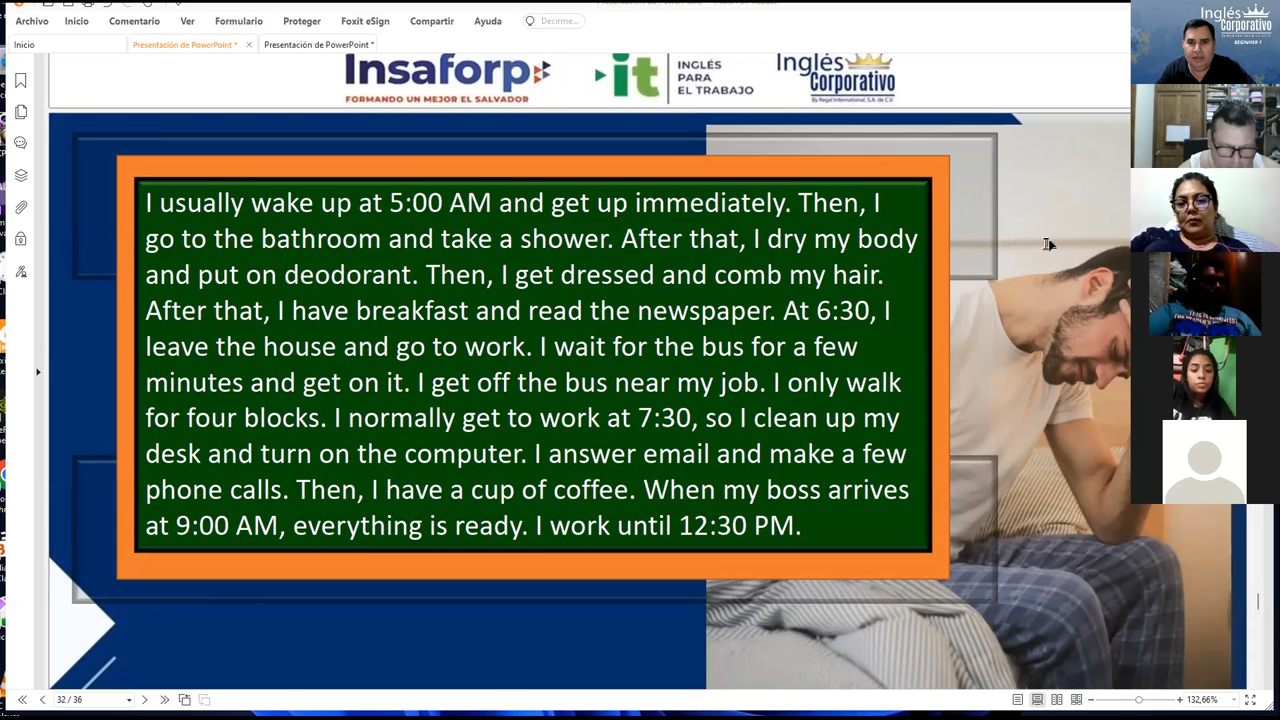 Archivo Inicio Comentario Ver Formulario Proteger Foxit eSign Compartir Ayuda Decirme...
Inicio Presentación de PowerPoint * Presentación de PowerPoint *
Insaforp
FORMANDO UN MEJOR EL SALVADOR
it
INGLÉS
PARA
EL TRABAJO
Inglés
Corporativo
By Regal International, S.A. de C.V.
Inglés
Corporativo
BEGINNER 1
I usually wake up at 5:00 AM and get up immediately. Then, I
go to the bathroom and take a shower. After that, I dry my body
and put on deodorant. Then, I get dressed and comb my hair.
After that, I have breakfast and read the newspaper. At 6:30, I
leave the house and go to work. I wait for the bus for a few
minutes and get on it. I get off the bus near my job. I only walk
for four blocks. I normally get to work at 7:30, so I clean up my
desk and turn on the computer. I answer email and make a few
phone calls. Then, I have a cup of coffee. When my boss arrives
at 9:00 AM, everything is ready. I work until 12:30 PM.
32 / 36 132,66%